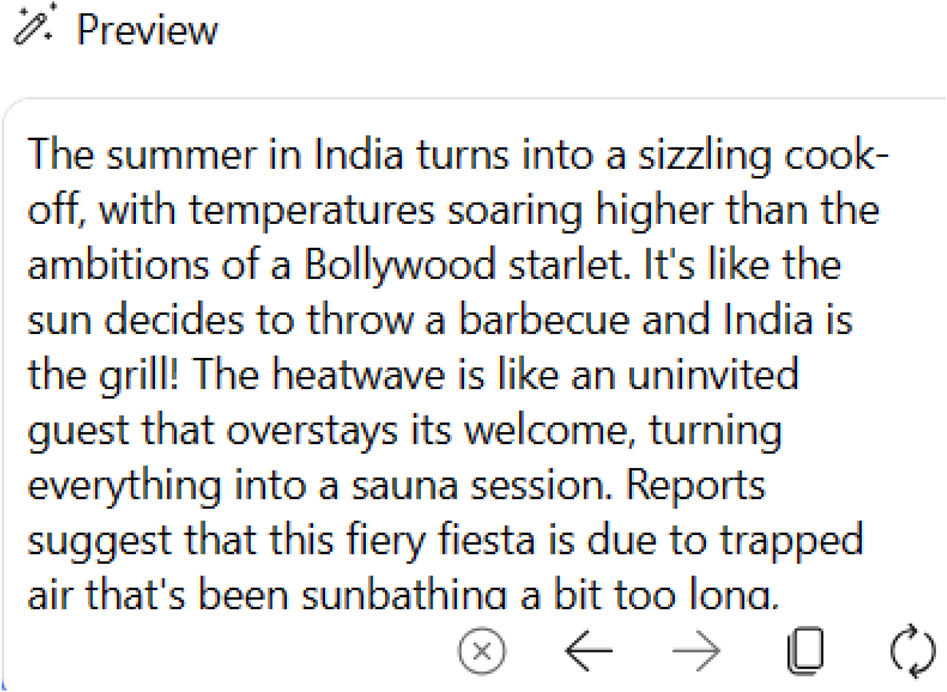 Preview
The summer in India turns into a sizzling cook-
off, with temperatures soaring higher than the
ambitions of a Bollywood starlet. It's like the
sun decides to throw a barbecue and India is
the grill! The heatwave is like an uninvited
guest that overstays its welcome, turning
everything into a sauna session. Reports
suggest that this fiery fiesta is due to trapped
air that's been sunbathing a bit too long.